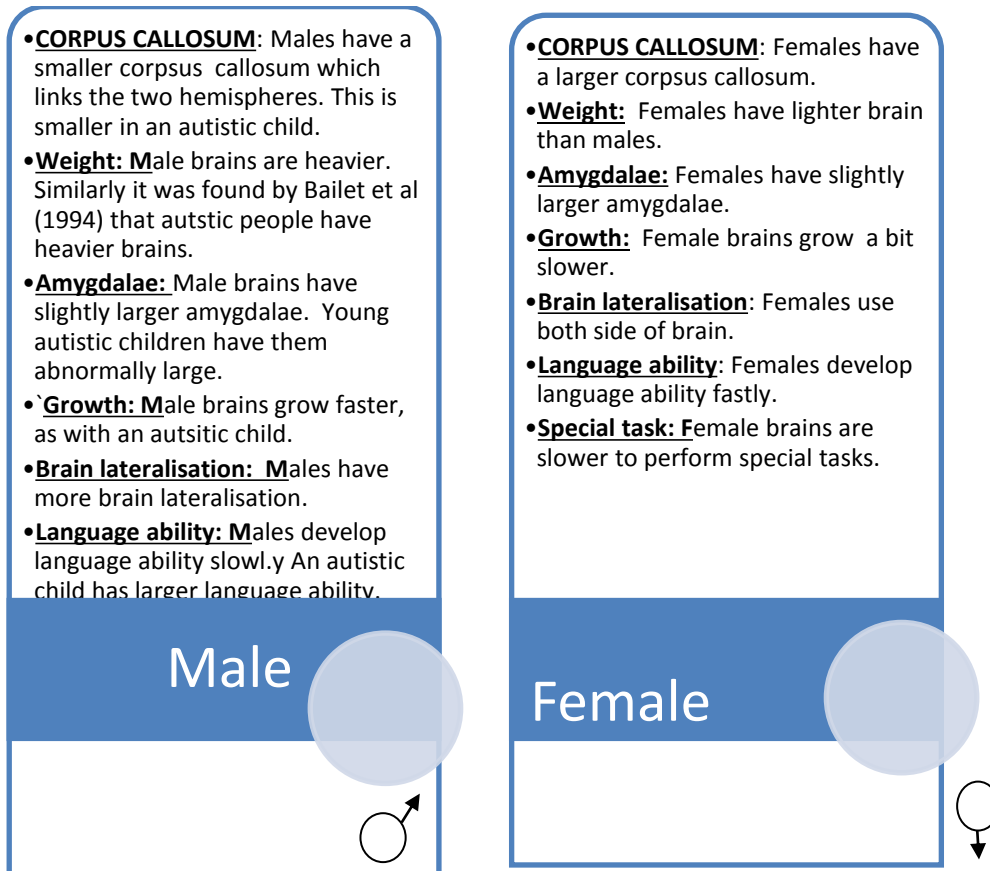 •CORPUS CALLOSUM: Males have a
smaller corpsus callosum which
links the two hemispheres. This is
smaller in an autistic child.
•Weight: Male brains are heavier.
Similarly it was found by Bailet et al
(1994) that autstic people have
heavier brains.
•Amygdalae: Male brains have
slightly larger amygdalae. Young
autistic children have them
abnormally large.
•`Growth: Male brains grow faster,
as with an autsitic child.
•Brain lateralisation: Males have
more brain lateralisation.
•Language ability: Males develop
language ability slowl.y An autistic
child has larger language ability.
Male
•CORPUS CALLOSUM: Females have
a larger corpsus callosum.
•Weight: Females have lighter brain
than males.
•Amygdalae: Females have slightly
larger amygdalae.
•Growth: Female brains grow a bit
slower.
•Brain lateralisation: Females use
both side of brain.
•Language ability: Females develop
language ability fastly.
•Special task: Female brains are
slower to perform special tasks.
Female